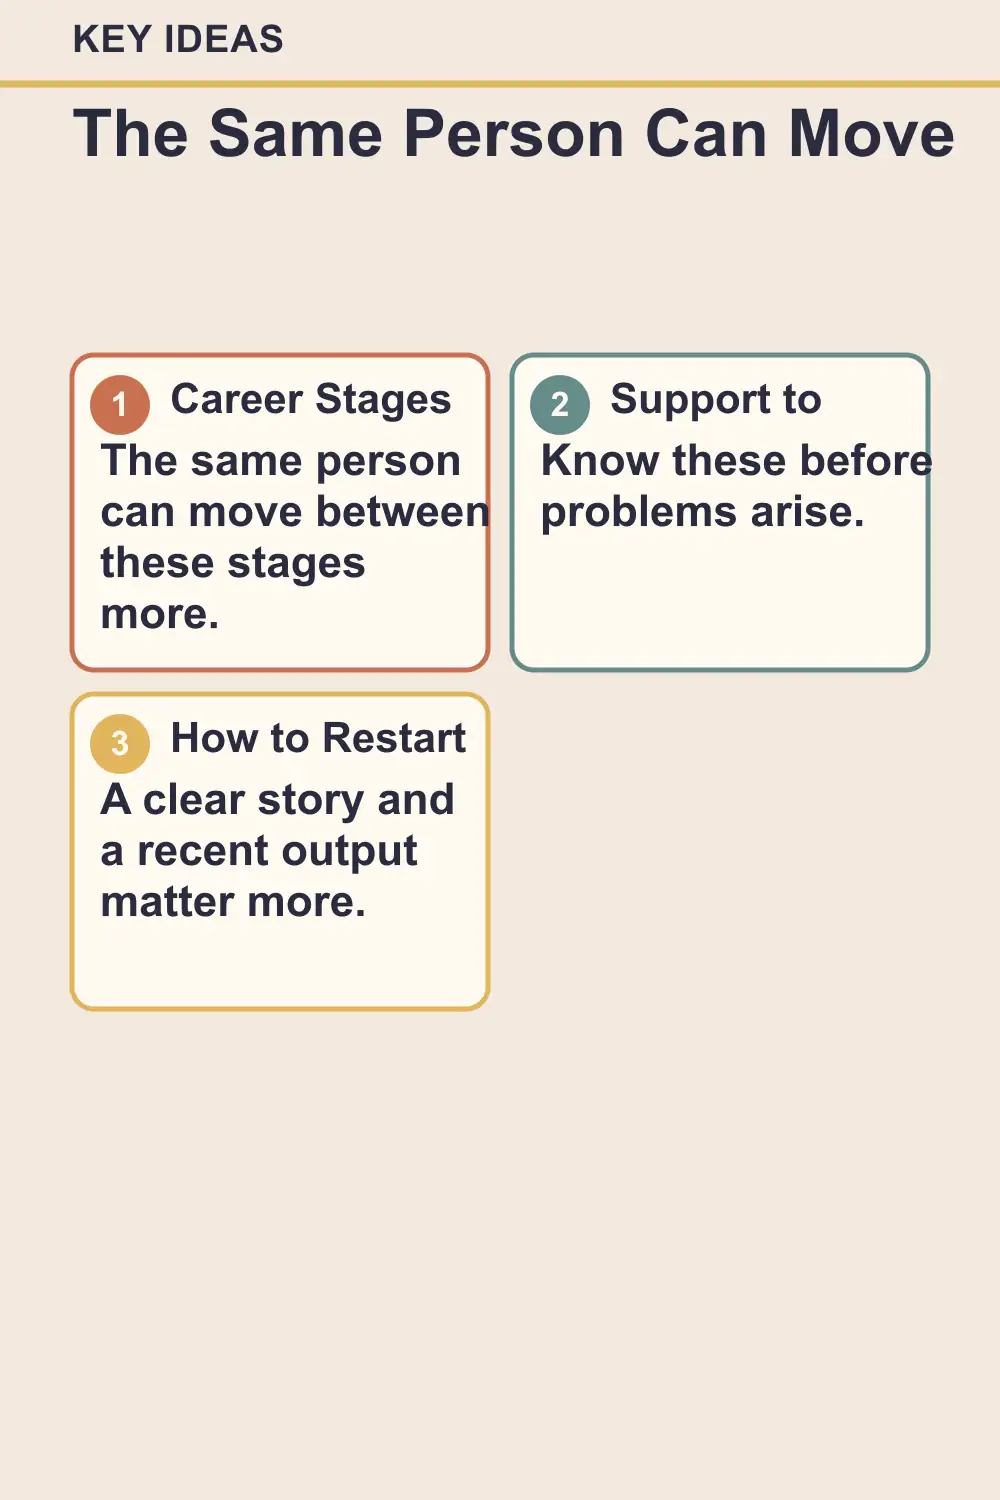 KEY IDEAS
The Same Person Can Move
1 Career Stages
The same person
can move between
these stages
more.
2 Support to
Know these before
problems arise.
3 How to Restart
A clear story and
a recent output
matter more.